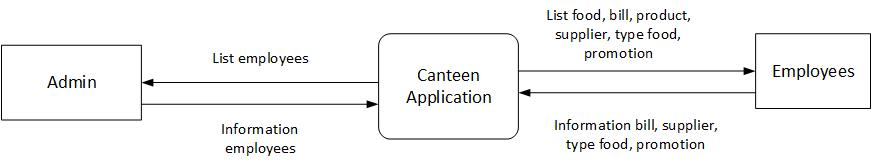 Admin
List employees
Information
employees
Canteen
Application
List food, bill, product,
supplier, type food,
promotion
Information bill, supplier,
type food, promotion
Employees